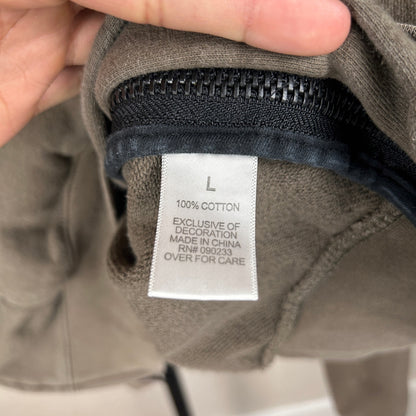 L
100% COTTON
EXCLUSIVE OF
DECORATION
MADE IN CHINA
RN# 090233
OVER FOR CARE